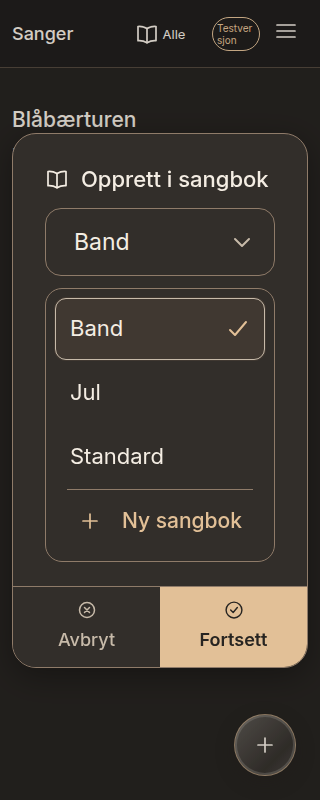 Sanger
Alle
Testver
sjon
Blåbærturen
Opprett i sangbok
Band
Band
Jul
Standard
Ny sangbok
Avbryt
Fortsett